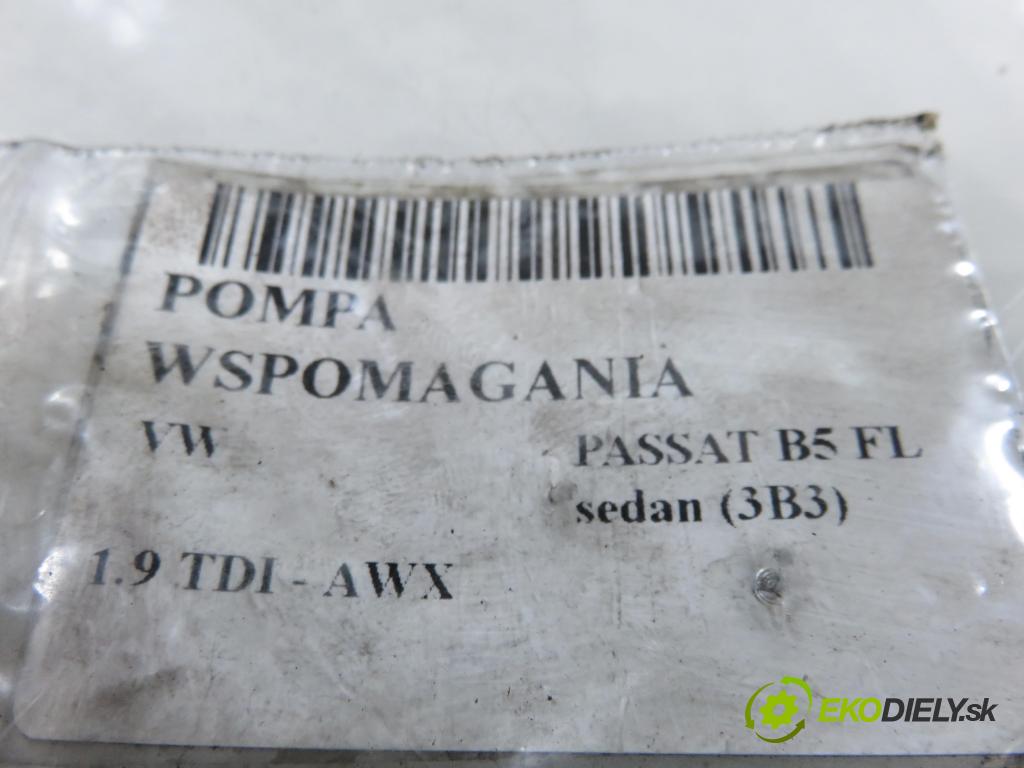 POMPA
WSPOMAGANIA
VW PASSAT B5 FL
sedan (3B3)
1.9 TDI - AWX
EKODIELY.sk